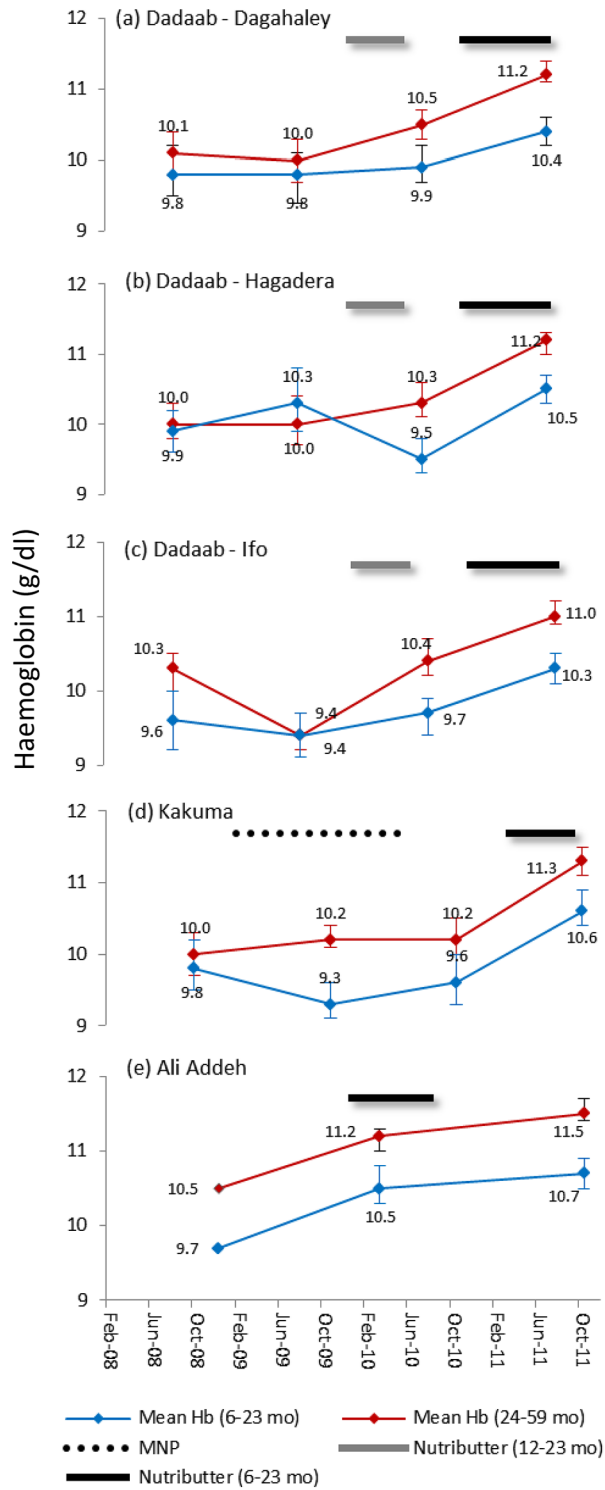 (a) Dadaab - Dagahaley
12
11
10
9
10.1
10.0
10.5
11.2
9.8
9.8
9.9
10.4
(b) Dadaab - Hagadera
12
11
10
9
10.0
10.3
10.3
11.2
9.9
10.0
9.5
10.5
(c) Dadaab - Ifo
12
11
10
9
10.3
9.4
10.4
11.0
9.6
9.4
9.7
10.3
Haemoglobin (g/dl)
(d) Kakuma
12
11
10
9
10.0
10.2
10.2
11.3
9.8
9.3
9.6
10.6
(e) Ali Addeh
12
11
10
9
10.5
11.2
11.5
9.7
10.5
10.7
Feb-08
Jun-08
Oct-08
Feb-09
Jun-09
Oct-09
Feb-10
Jun-10
Oct-10
Feb-11
Jun-11
Oct-11
Mean Hb (6-23 mo)
Mean Hb (24-59 mo)
MNP
Nutributter (12-23 mo)
Nutributter (6-23 mo)